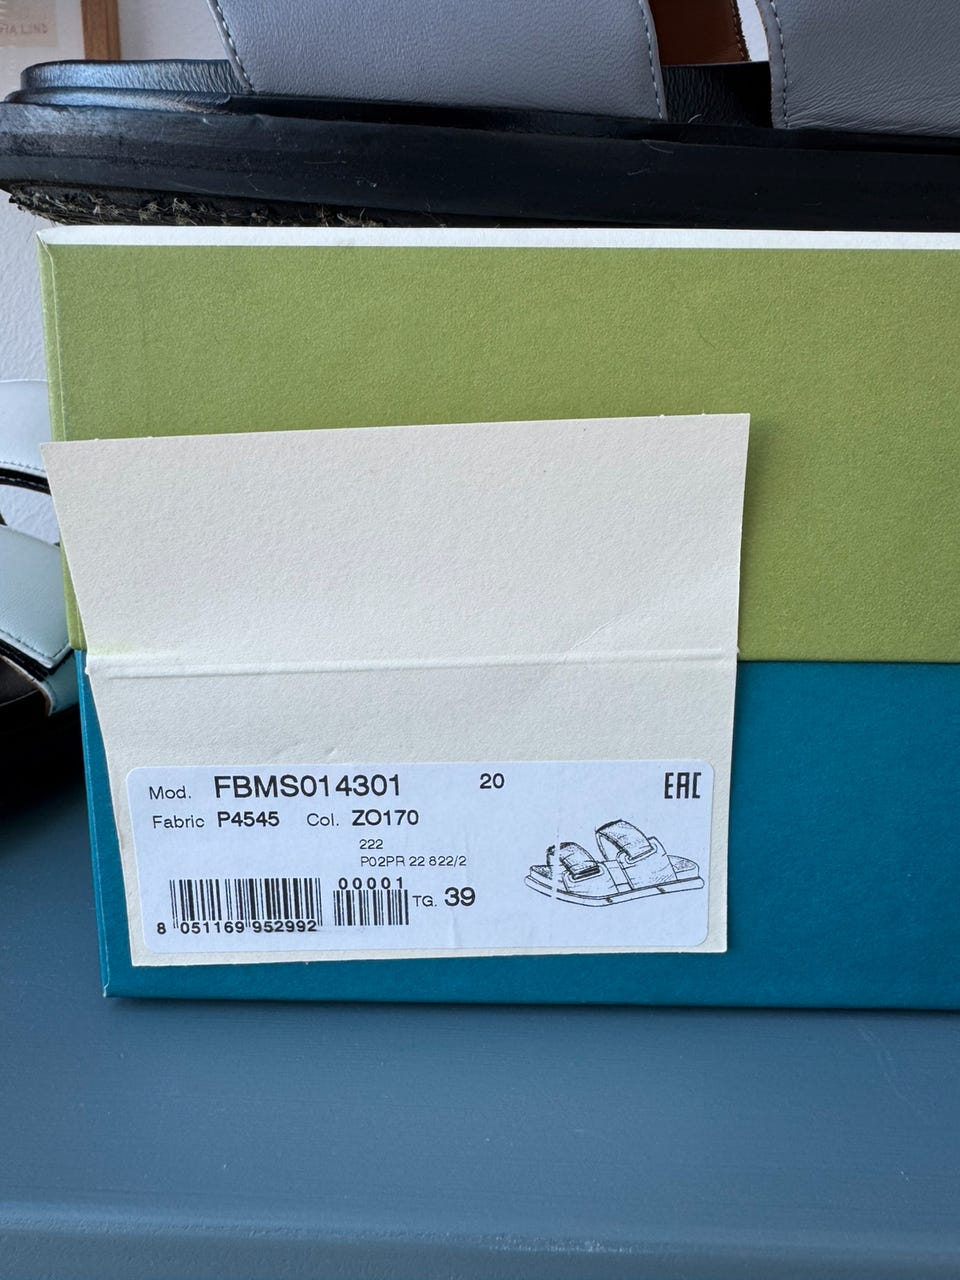 Mod. FBMS014301 20 EAC
Fabric P4545 Col. ZO170
222
P02PR 22 822/2
00001
TG. 39
8 051169 952992